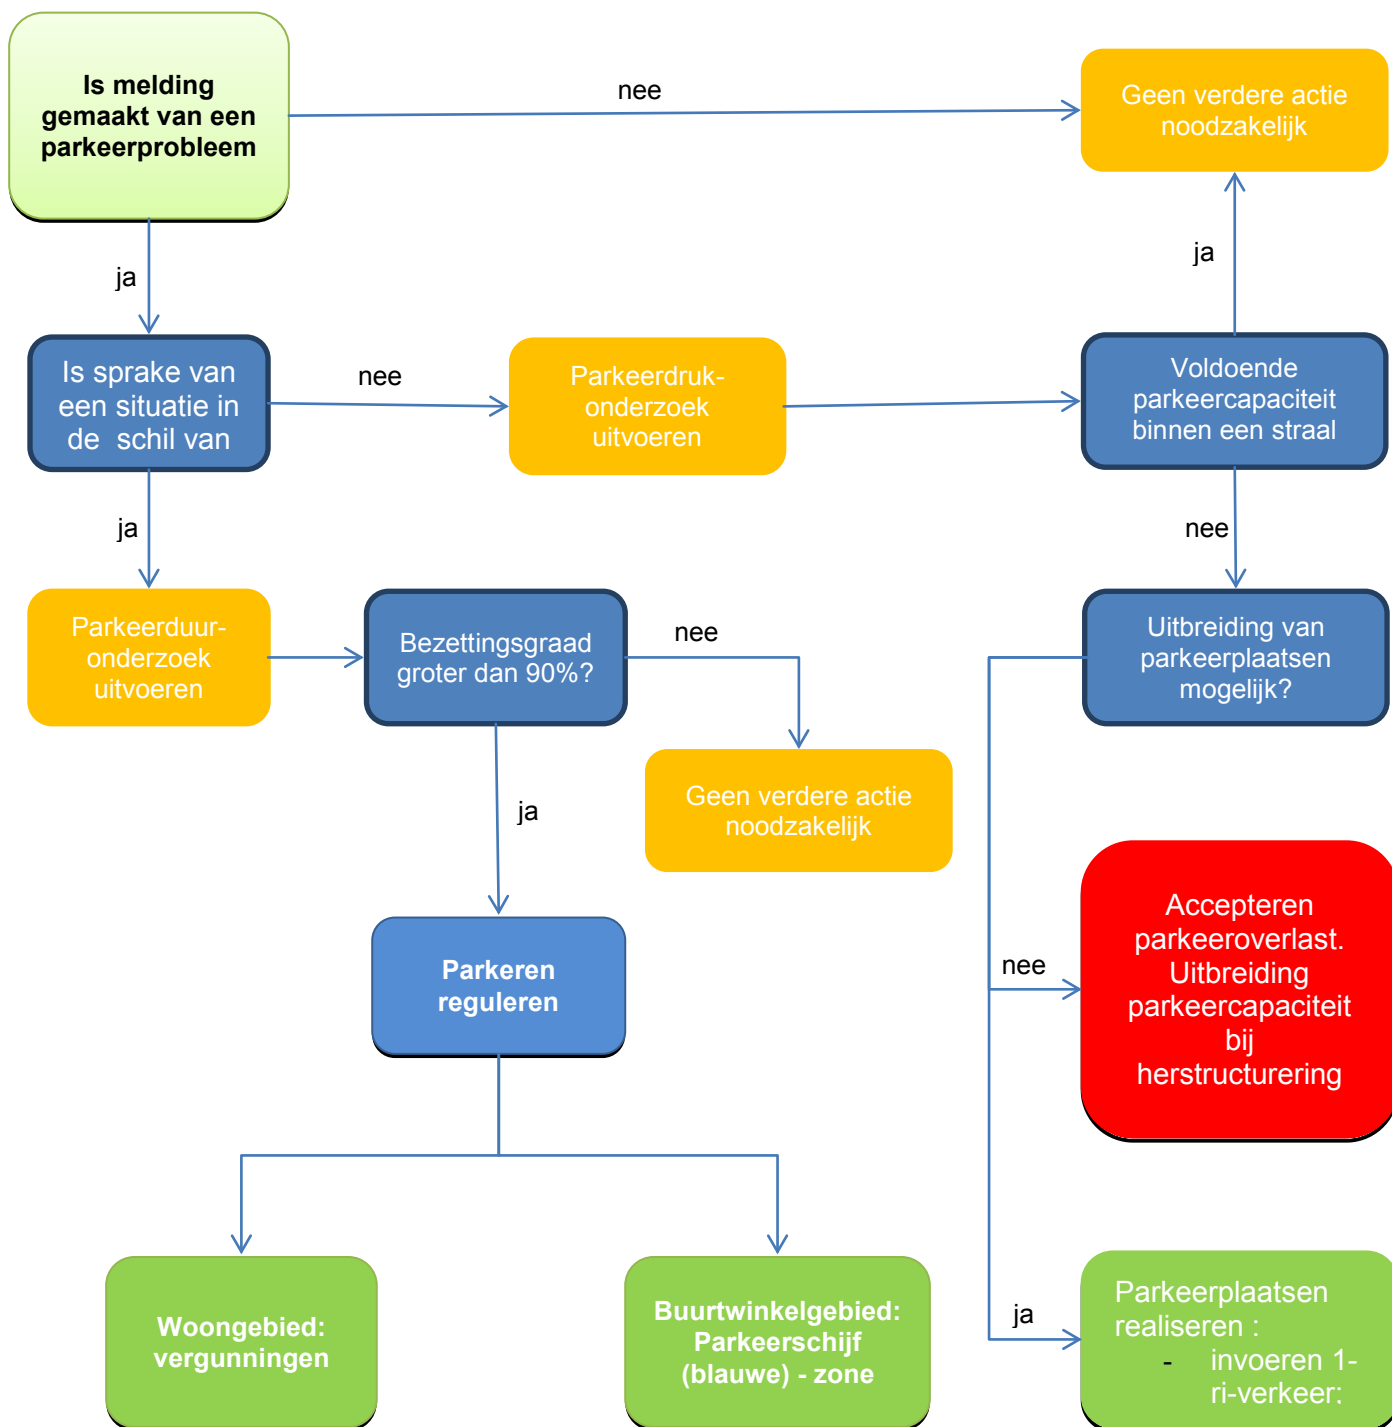 Is melding
gemaakt van een
parkeerprobleem
nee
Geen verdere actie
noodzakelijk
ja
ja
Is sprake van
een situatie in
de schil van
nee
Parkeerdruk-
onderzoek
uitvoeren
Voldoende
parkeercapaciteit
binnen een straal
ja
nee
Parkeerduur-
onderzoek
uitvoeren
Bezettingsgraad
groter dan 90%?
nee
Uitbreiding van
parkeerplaatsen
mogelijk?
Geen verdere actie
noodzakelijk
ja
Accepteren
parkeeroverlast.
Uitbreiding
parkeercapaciteit
bij
herstructurering
nee
Parkeren
reguleren
Woongebied:
vergunningen
Buurtwinkelgebied:
Parkeerschijf
(blauwe) - zone
ja
Parkeerplaatsen
realiseren :
- invoeren 1-
ri-verkeer;